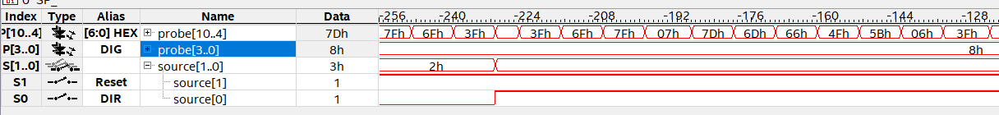 0 SP_
Index Type Alias Name Data -256 -240 -224 -208 -192 -176 -160 -144 -128
P[10..4] [6:0] HEX probe[10..4] 7Dh 7Fh 6Fh 3Fh 3Fh 6Fh 7Fh 07h 7Dh 6Dh 66h 4Fh 5Bh 06h 3Fh
P[3..0] DIG probe[3..0] 8h 8h
S[1..0] source[1..0] 3h 2h
S1 Reset source[1] 1
S0 DIR source[0] 1